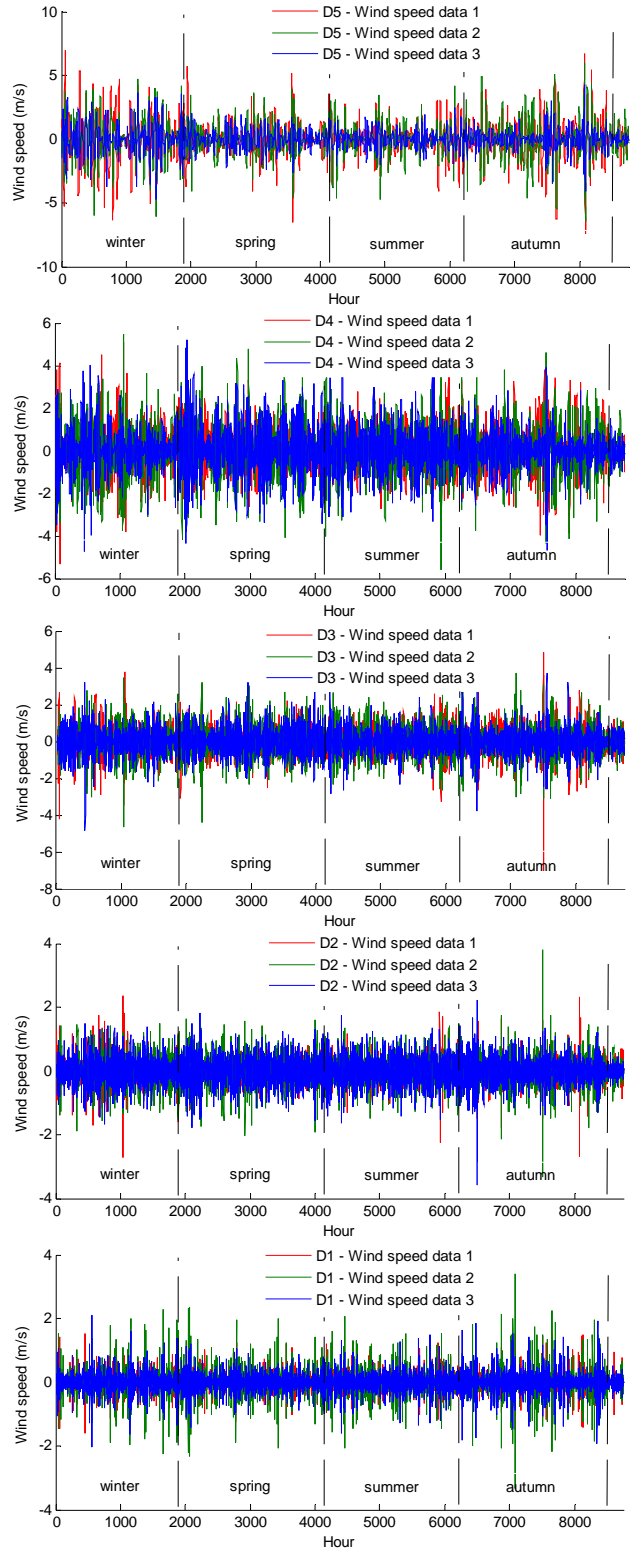 D5 - Wind speed data 1
D5 - Wind speed data 2
D5 - Wind speed data 3
Wind speed (m/s)
10
5
0
-5
-10
winter spring summer autumn
0 1000 2000 3000 4000 5000 6000 7000 8000
Hour
D4 - Wind speed data 1
D4 - Wind speed data 2
D4 - Wind speed data 3
Wind speed (m/s)
6
4
2
0
-2
-4
-6
winter spring summer autumn
0 1000 2000 3000 4000 5000 6000 7000 8000
Hour
D3 - Wind speed data 1
D3 - Wind speed data 2
D3 - Wind speed data 3
Wind speed (m/s)
6
4
2
0
-2
-4
-6
-8
winter spring summer autumn
0 1000 2000 3000 4000 5000 6000 7000 8000
Hour
D2 - Wind speed data 1
D2 - Wind speed data 2
D2 - Wind speed data 3
Wind speed (m/s)
4
2
0
-2
-4
winter spring summer autumn
0 1000 2000 3000 4000 5000 6000 7000 8000
Hour
D1 - Wind speed data 1
D1 - Wind speed data 2
D1 - Wind speed data 3
Wind speed (m/s)
4
2
0
-2
-4
winter spring summer autumn
0 1000 2000 3000 4000 5000 6000 7000 8000
Hour